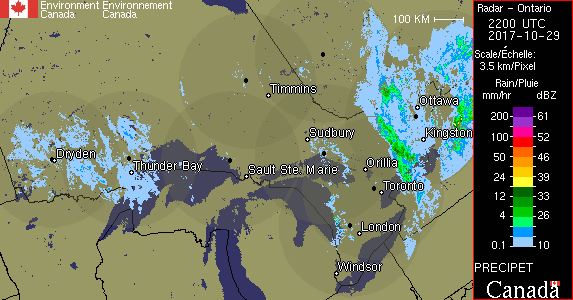 Environment Environnement
Canada Canada
100 KM
Timmins
Ottawa
Sudbury
Kingston
Dryden
Thunder Bay
Sault Ste. Marie
Orillia
Toronto
London
Windsor
Radar - Ontario
2200 UTC
2017-10-29
Scale/Échelle:
3.5 km/Pixel
Rain/Pluie
mm/hr dBZ
200 61
100 52
50 46
24 39
12 33
4 26
0.1 10
PRECIPET
Canada